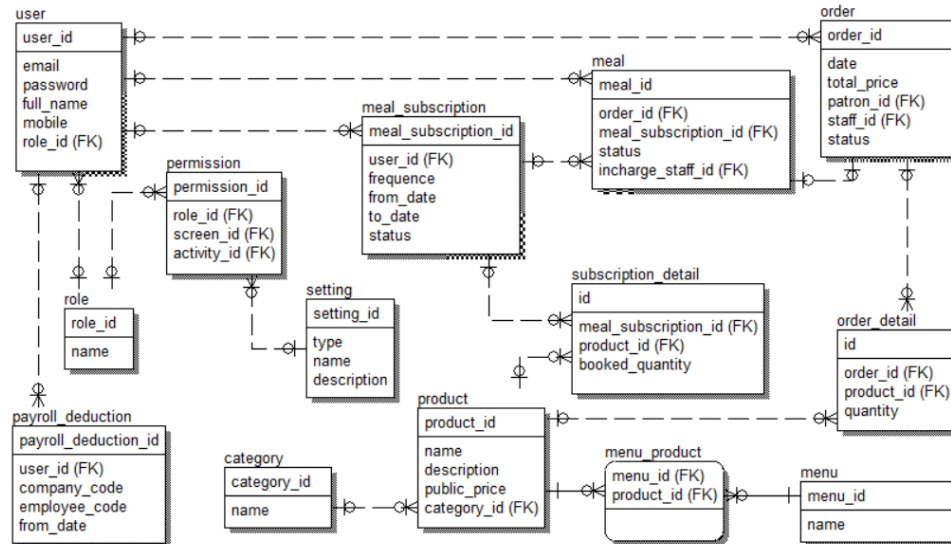 user
user_id
email
password
full_name
mobile
role_id (FK)
order
order_id
date
total_price
patron_id (FK)
staff_id (FK)
status
meal
meal_id
order_id (FK)
meal_subscription_id (FK)
status
incharge_staff_id (FK)
meal_subscription
meal_subscription_id
user_id (FK)
frequence
from_date
to_date
status
permission
permission_id
role_id (FK)
screen_id (FK)
activity_id (FK)
role
role_id
name
setting
setting_id
type
name
description
subscription_detail
id
meal_subscription_id (FK)
product_id (FK)
booked_quantity
order_detail
id
order_id (FK)
product_id (FK)
quantity
payroll_deduction
payroll_deduction_id
user_id (FK)
company_code
employee_code
from_date
category
category_id
name
product
product_id
name
description
public_price
category_id (FK)
menu_product
menu_id (FK)
product_id (FK)
menu
menu_id
name